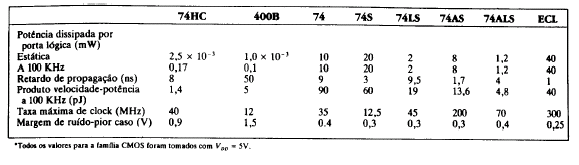 74HC 400B 74 74S 74LS 74AS 74ALS ECL
Potência dissipada por
porta lógica (mW)
Estática 2,5 × 10⁻³ 1,0 × 10⁻³ 10 20 2 8 1,2 40
A 100 KHz 0,17 0,1 10 20 2 8 1,2 40
Retardo de propagação (ns) 8 50 9 3 9,5 1,7 4 1
Produto velocidade-potência
a 100 KHz (pJ) 1,4 5 90 60 19 13,6 4,8 40
Taxa máxima de clock (MHz) 40 12 35 12,5 45 200 70 300
Margem de ruído-pior caso (V) 0,9 1,5 0.4 0,3 0,3 0,3 0,4 0,25
*Todos os valores para a família CMOS foram tomados com V_DD = 5V.